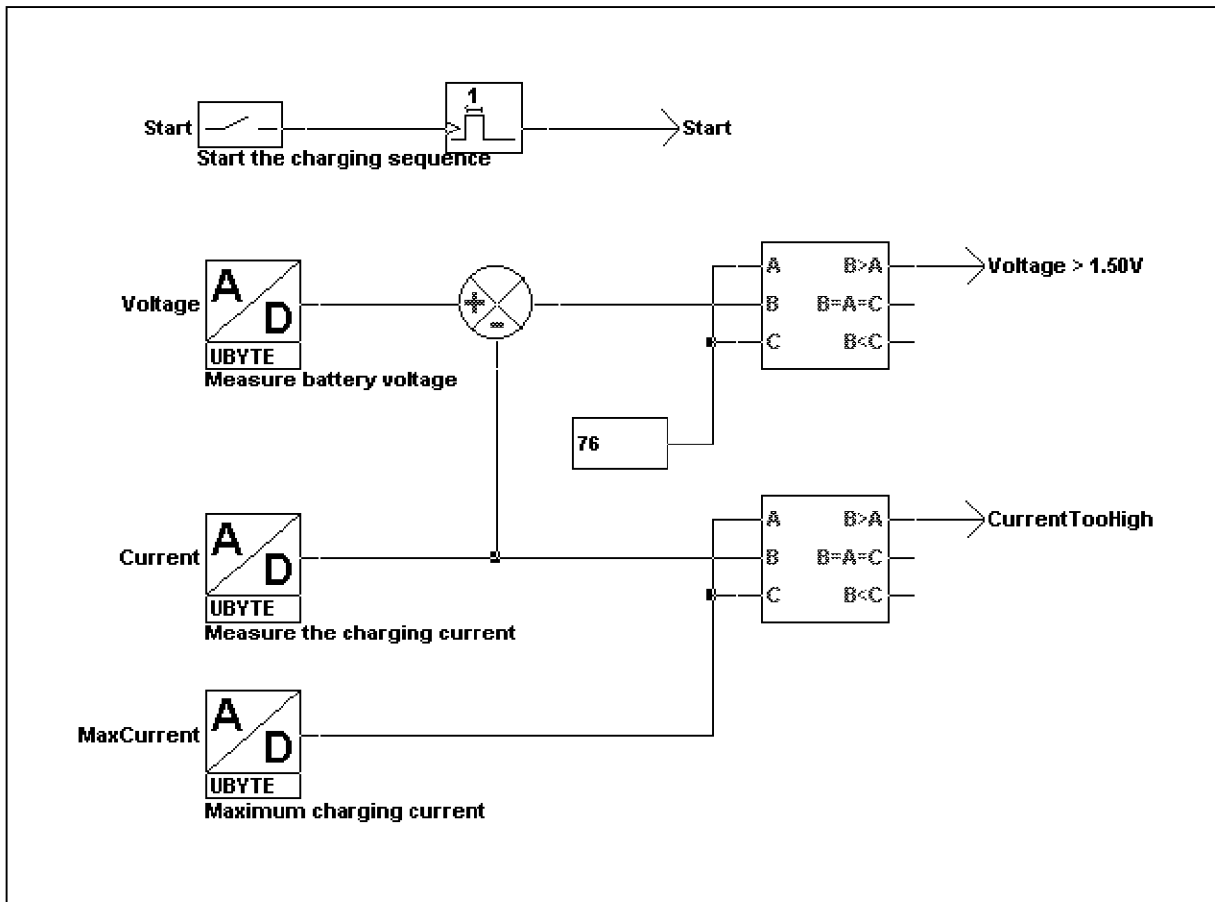 1
Start
Start
Start the charging sequence
A
B>A
Voltage > 1.50V
Voltage
A
D
+
-
B
B=A=C
C
B<C
UBYTE
Measure battery voltage
76
A
B>A
CurrentTooHigh
Current
A
D
B
B=A=C
C
B<C
UBYTE
Measure the charging current
MaxCurrent
A
D
UBYTE
Maximum charging current